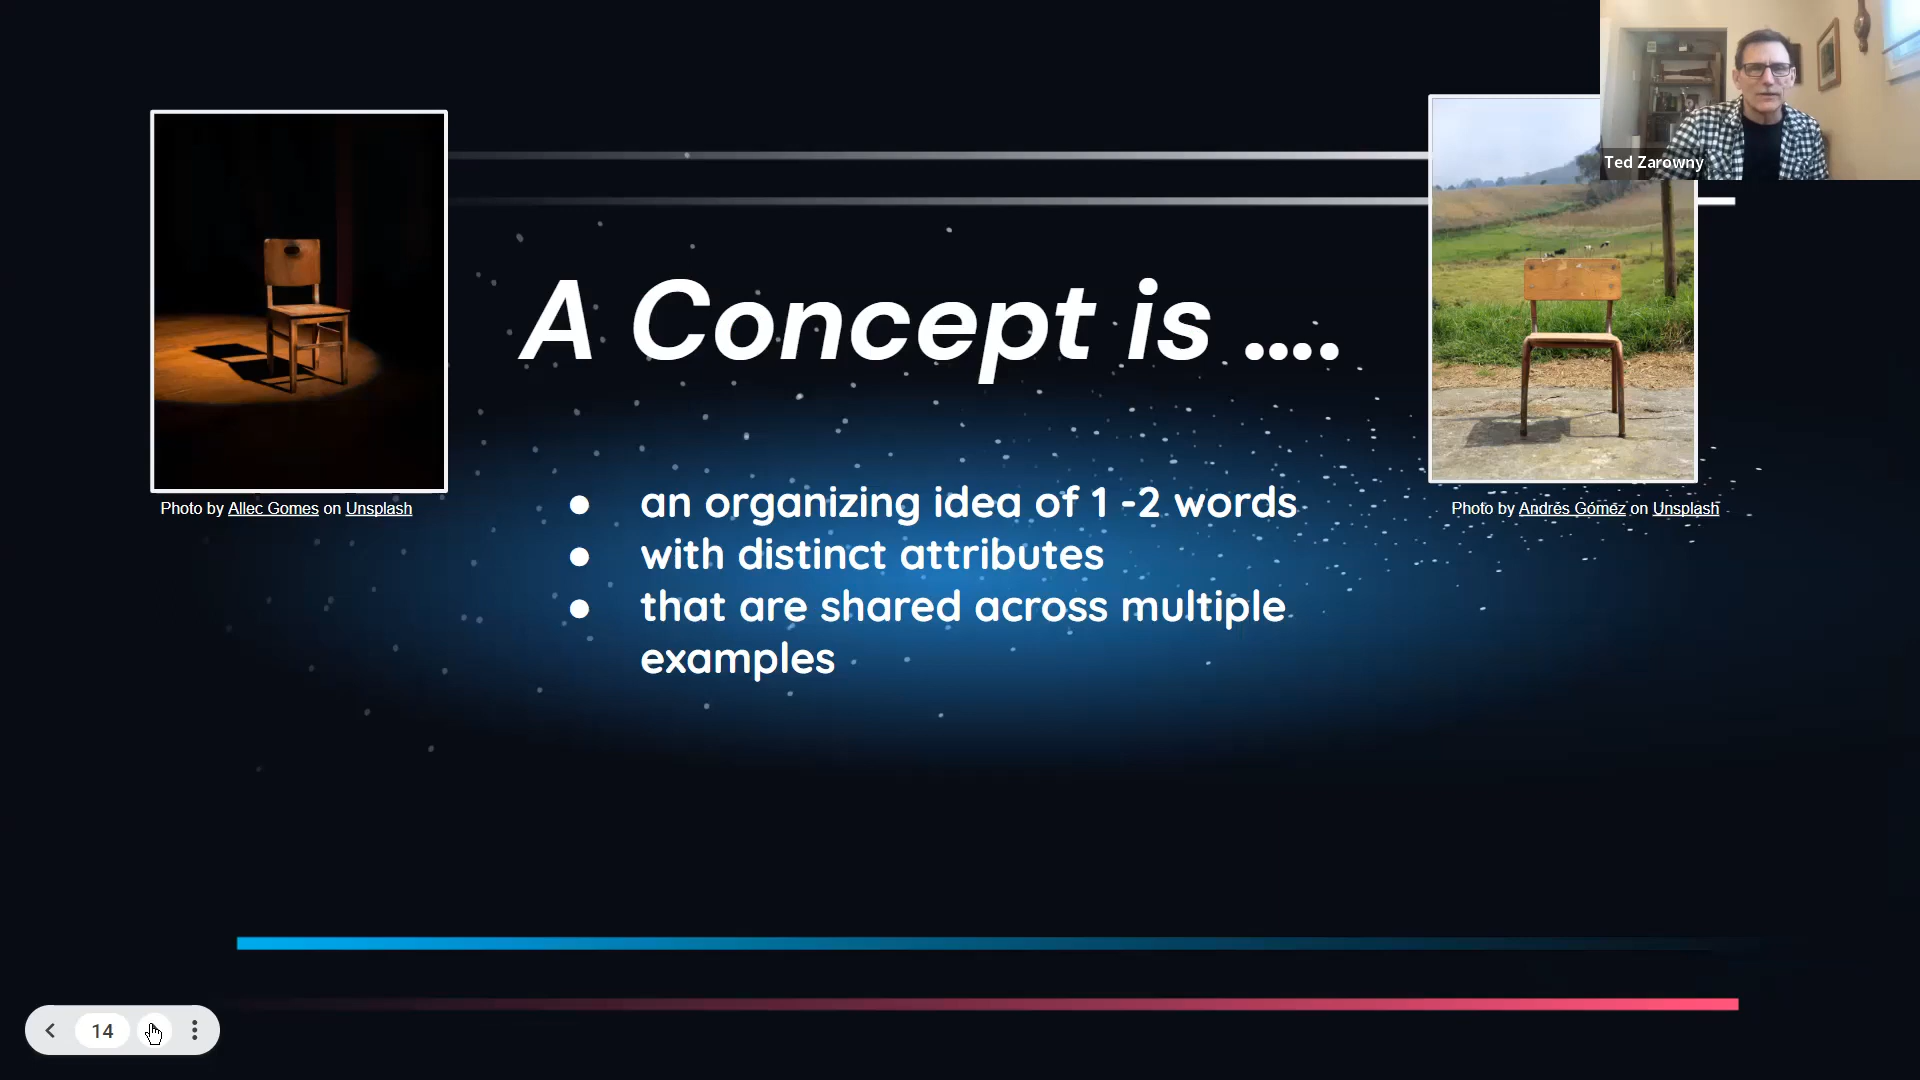 Ted Zarowny
A Concept is ....
● an organizing idea of 1 -2 words
● with distinct attributes
● that are shared across multiple
examples
Photo by Allec Gomes on Unsplash
Photo by Andrés Gómez on Unsplash
14